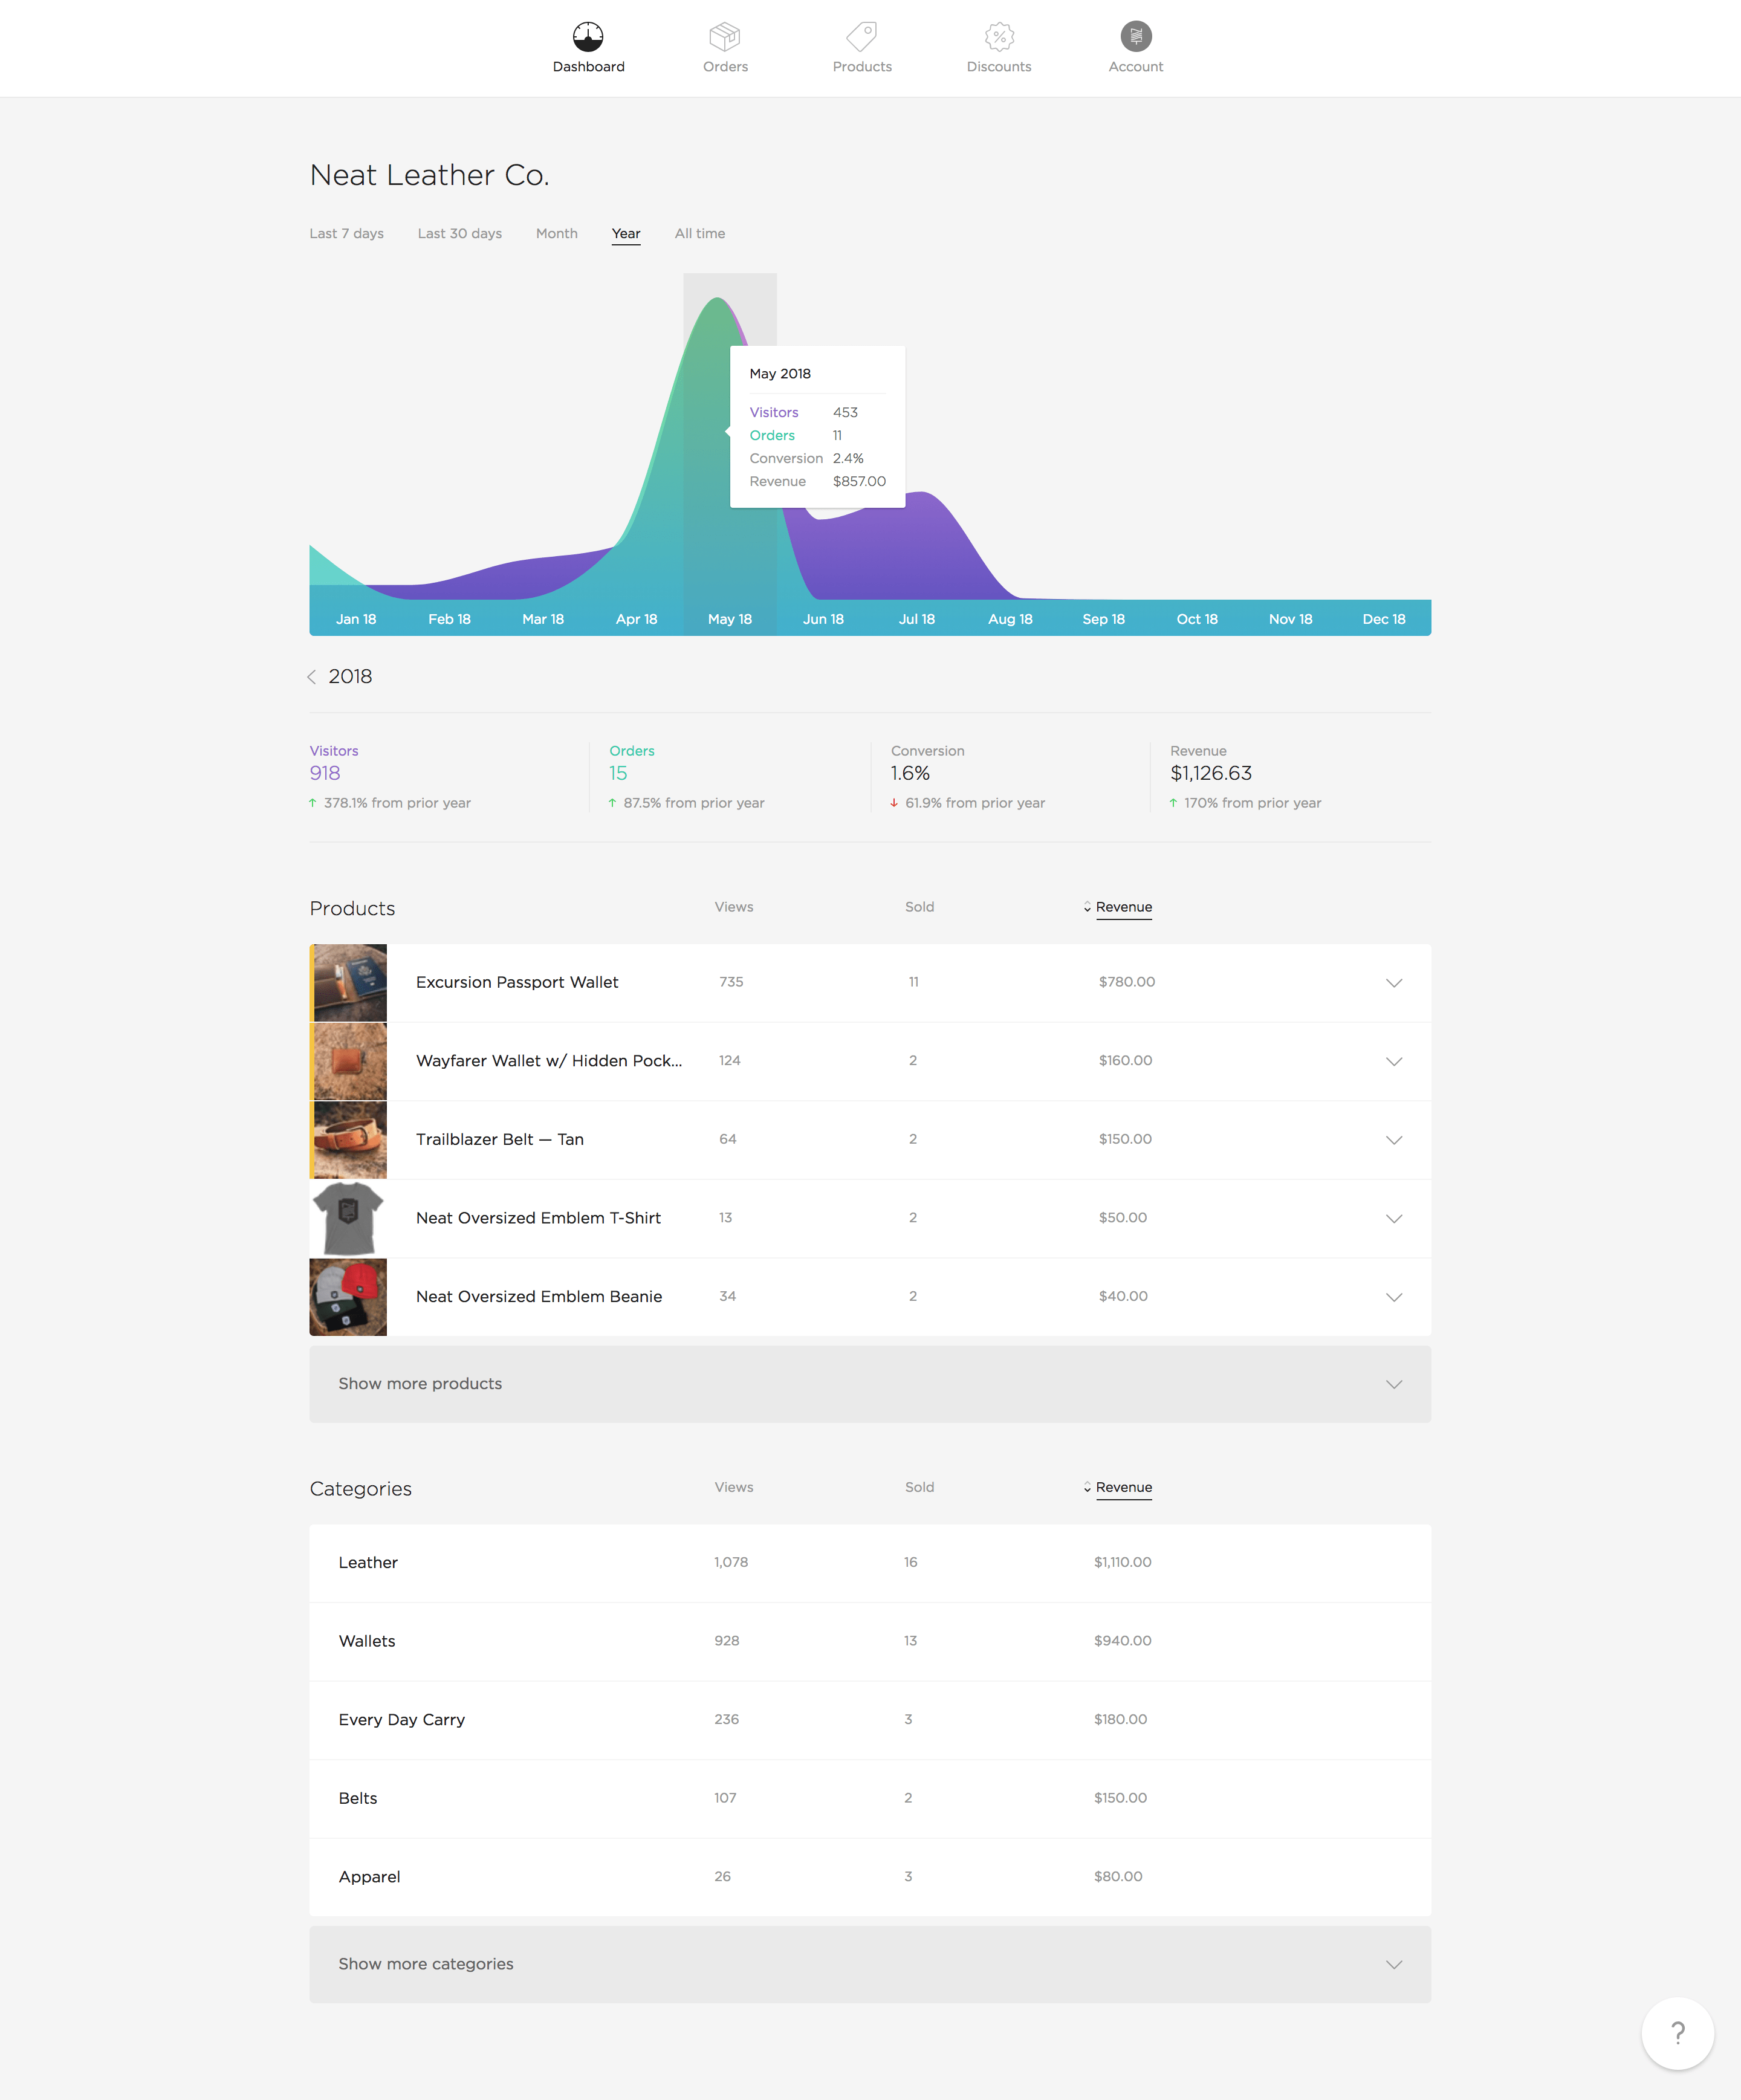 Dashboard
Orders
Products
Discounts
Account
Neat Leather Co.
Last 7 days Last 30 days Month Year All time
May 2018
Visitors 453
Orders 11
Conversion 2.4%
Revenue $857.00
Jan 18 Feb 18 Mar 18 Apr 18 May 18 Jun 18 Jul 18 Aug 18 Sep 18 Oct 18 Nov 18 Dec 18
2018
Visitors
918
378.1% from prior year
Orders
15
87.5% from prior year
Conversion
1.6%
61.9% from prior year
Revenue
$1,126.63
170% from prior year
Products Views Sold Revenue
Excursion Passport Wallet 735 11 $780.00
Wayfarer Wallet w/ Hidden Pock... 124 2 $160.00
Trailblazer Belt — Tan 64 2 $150.00
Neat Oversized Emblem T-Shirt 13 2 $50.00
Neat Oversized Emblem Beanie 34 2 $40.00
Show more products
Categories Views Sold Revenue
Leather 1,078 16 $1,110.00
Wallets 928 13 $940.00
Every Day Carry 236 3 $180.00
Belts 107 2 $150.00
Apparel 26 3 $80.00
Show more categories
?